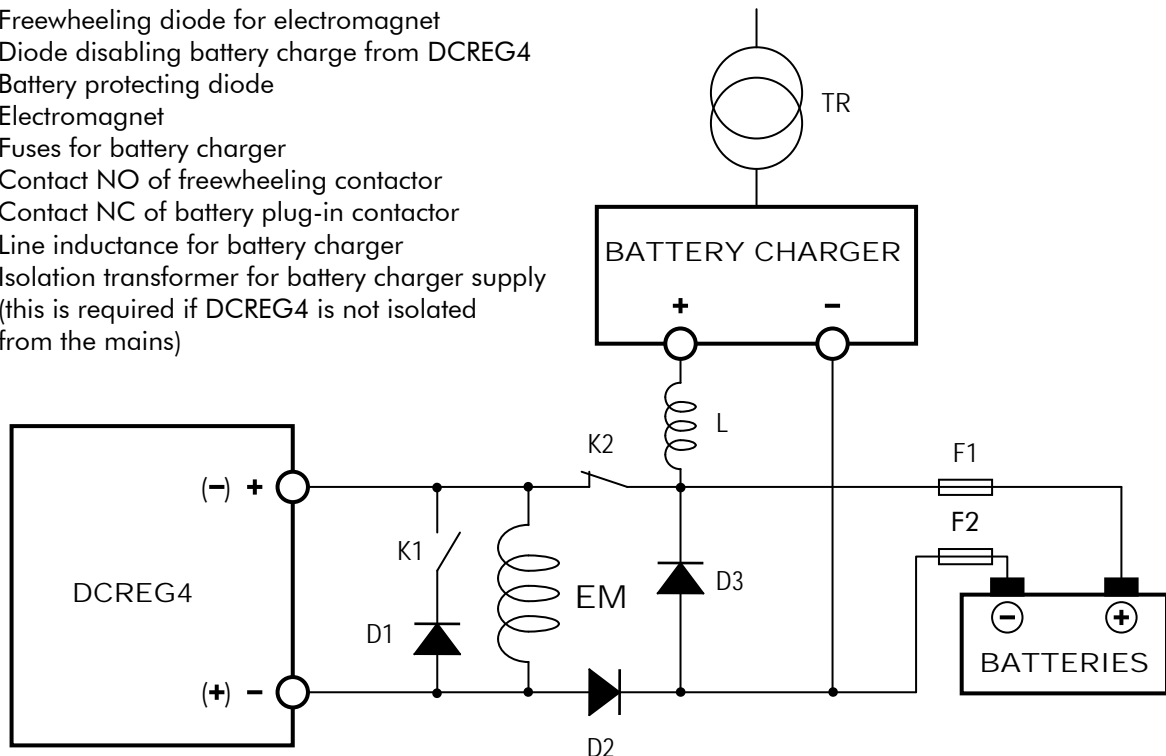 Freewheeling diode for electromagnet
Diode disabling battery charge from DCREG4
Battery protecting diode
Electromagnet
Fuses for battery charger
Contact NO of freewheeling contactor
Contact NC of battery plug-in contactor
Line inductance for battery charger
Isolation transformer for battery charger supply
(this is required if DCREG4 is not isolated
from the mains)
TR
BATTERY CHARGER
+ −
L
K2
F1
(−) +
F2
K1
DCREG4
EM
D3
D1
− +
BATTERIES
(+) −
D2